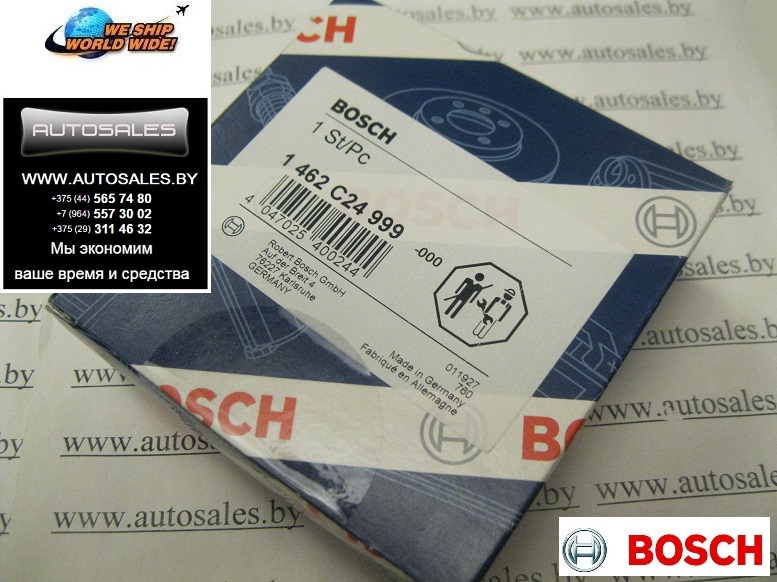 WE SHIP
WORLD WIDE!
AUTOSALES
WWW.AUTOSALES.BY
+375 (44) 565 74 80
+7 (964) 557 30 02
+375 (29) 311 46 32
Мы экономим
ваше время и средства
CH
BOSCH
1 St/Pc
1 462 C24 999
-000
4 047025 400244
Robert Bosch GmbH
Auf der Breit 4
76227 Karlsruhe
GERMANY
011927
760
Made in Germany
Fabriqué en Allemagne
BOSCH
BO
BOSCH
www.autosales.by
www.autosales.by
www.autosales.by
www.autosales.by
www.autosales.by